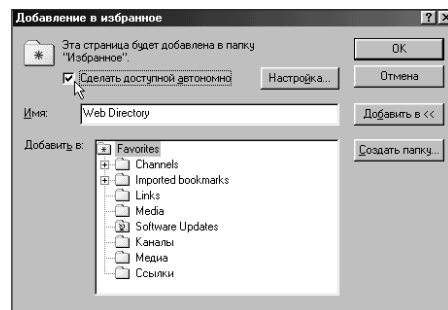 Добавление в избранное
Эта страница будет добавлена в папку
"Избранное".
Сделать доступной автономно
Настройка...
OK
Отмена
Имя:
Web Directory
Добавить в <<
Добавить в:
Создать папку...
Favorites
Channels
Imported bookmarks
Links
Media
Software Updates
Каналы
Медиа
Ссылки